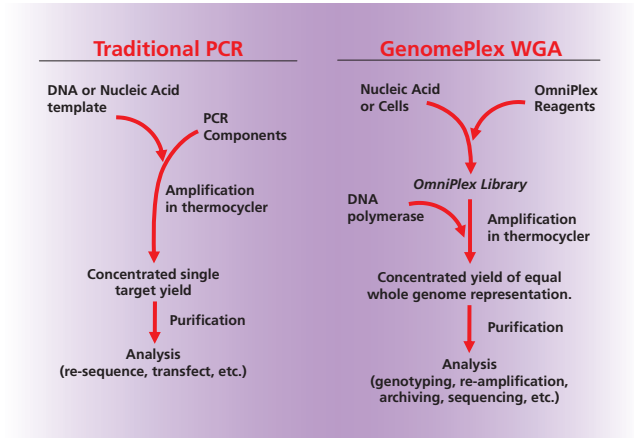 Traditional PCR
DNA or Nucleic Acid
template
PCR
Components
Amplification
in thermocycler
Concentrated single
target yield
Purification
Analysis
(re-sequence, transfect, etc.)
GenomePlex WGA
Nucleic Acid
or Cells
OmniPlex
Reagents
OmniPlex Library
DNA
polymerase
Amplification
in thermocycler
Concentrated yield of equal
whole genome representation.
Purification
Analysis
(genotyping, re-amplification,
archiving, sequencing, etc.)